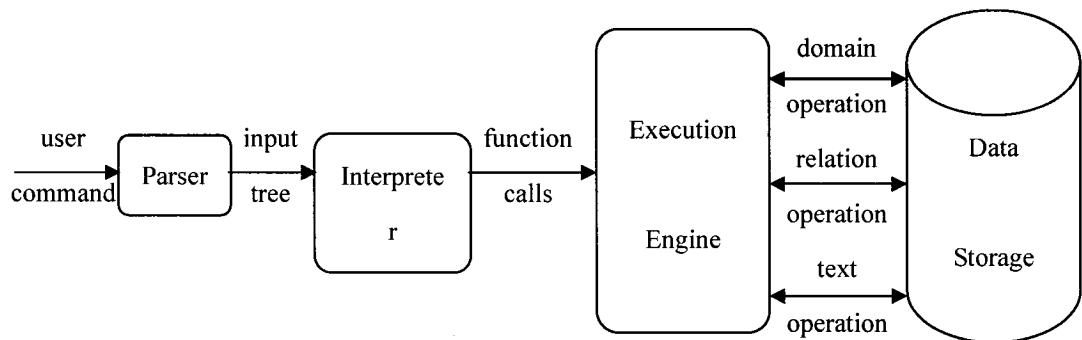 user
command
Parser
input
tree
Interprete
r
function
calls
Execution
Engine
domain
operation
relation
operation
text
operation
Data
Storage